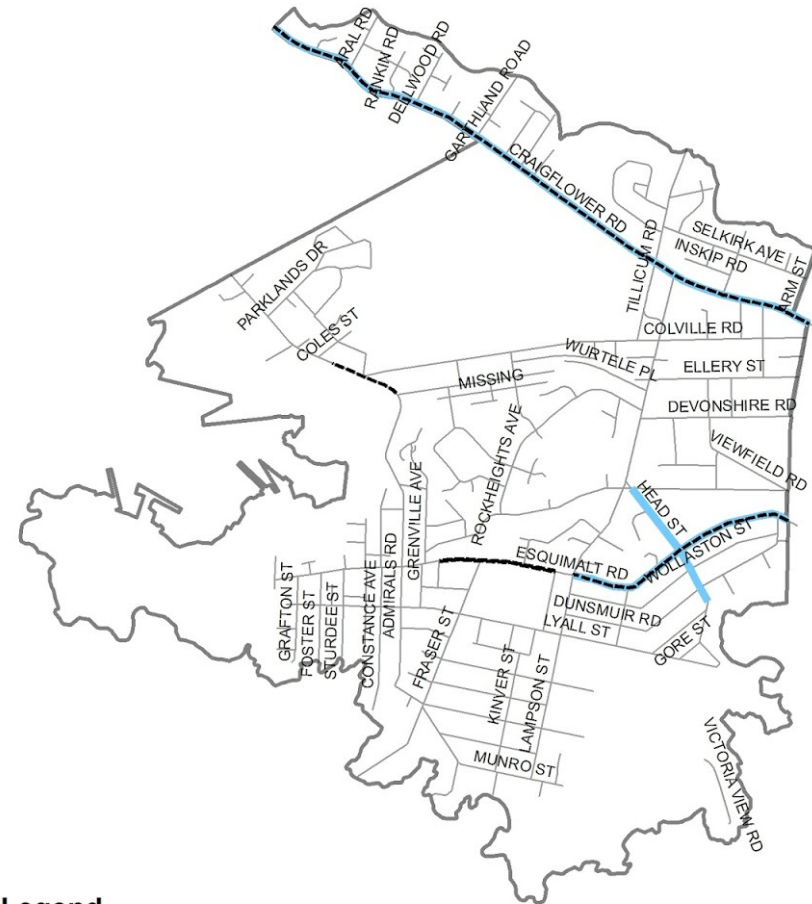 RAL RD
RANKIN RD
DELLWOOD RD
GARTHLAND ROAD
CRAIGFLOWER RD
TILLICUM RD
SELKIRK AVE
INSKIP RD
ARM ST
PARKLANDS DR
COLES ST
COLVILLE RD
WURTELE PL
ELLERY ST
MISSING
DEVONSHIRE RD
VIEWFIELD RD
ROCKHEIGHTS AVE
GRENVILLE AVE
HEAD ST
WOLLASTON ST
ESQUIMALT RD
GRAFTON ST
FOSTER ST
STURDEE ST
CONSTANCE AVE
ADMIRALS RD
DUNSMUIR RD
LYALL ST
GORE ST
FRASER ST
KINVER ST
LAMPSON ST
MUNRO ST
VICTORIA VIEW RD